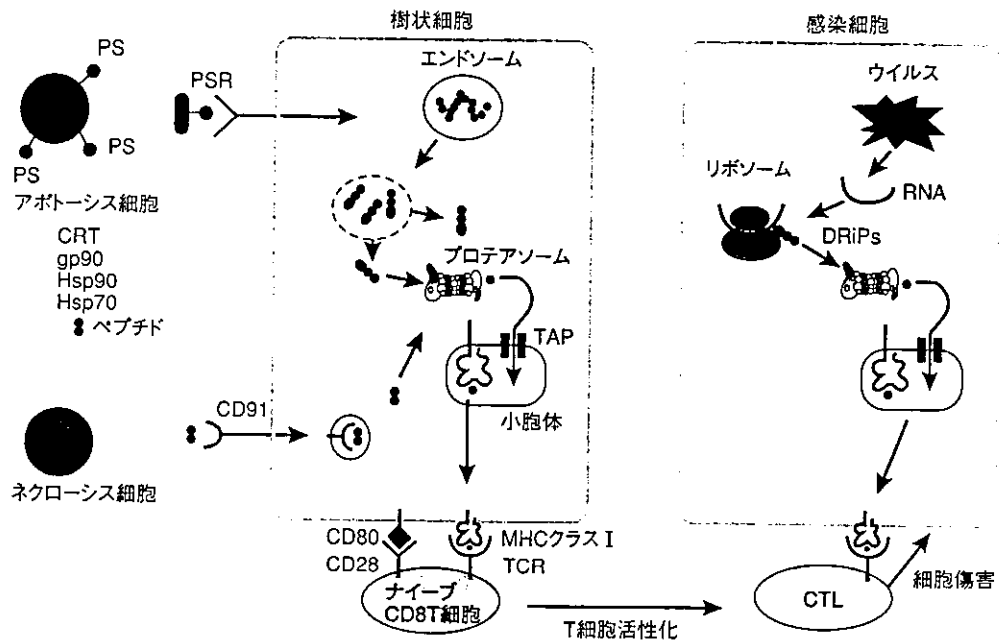 樹状細胞
感染細胞
PS
PS
PS
アポトーシス細胞
PSR
エンドソーム
ウイルス
リボソーム
RNA
DRiPs
CRT
gp90
Hsp90
Hsp70
ペプチド
プロテアソーム
TAP
小胞体
CD91
ネクローシス細胞
CD80
CD28
MHCクラスⅠ
TCR
ナイーブ
CD8T細胞
T細胞活性化
CTL
細胞傷害